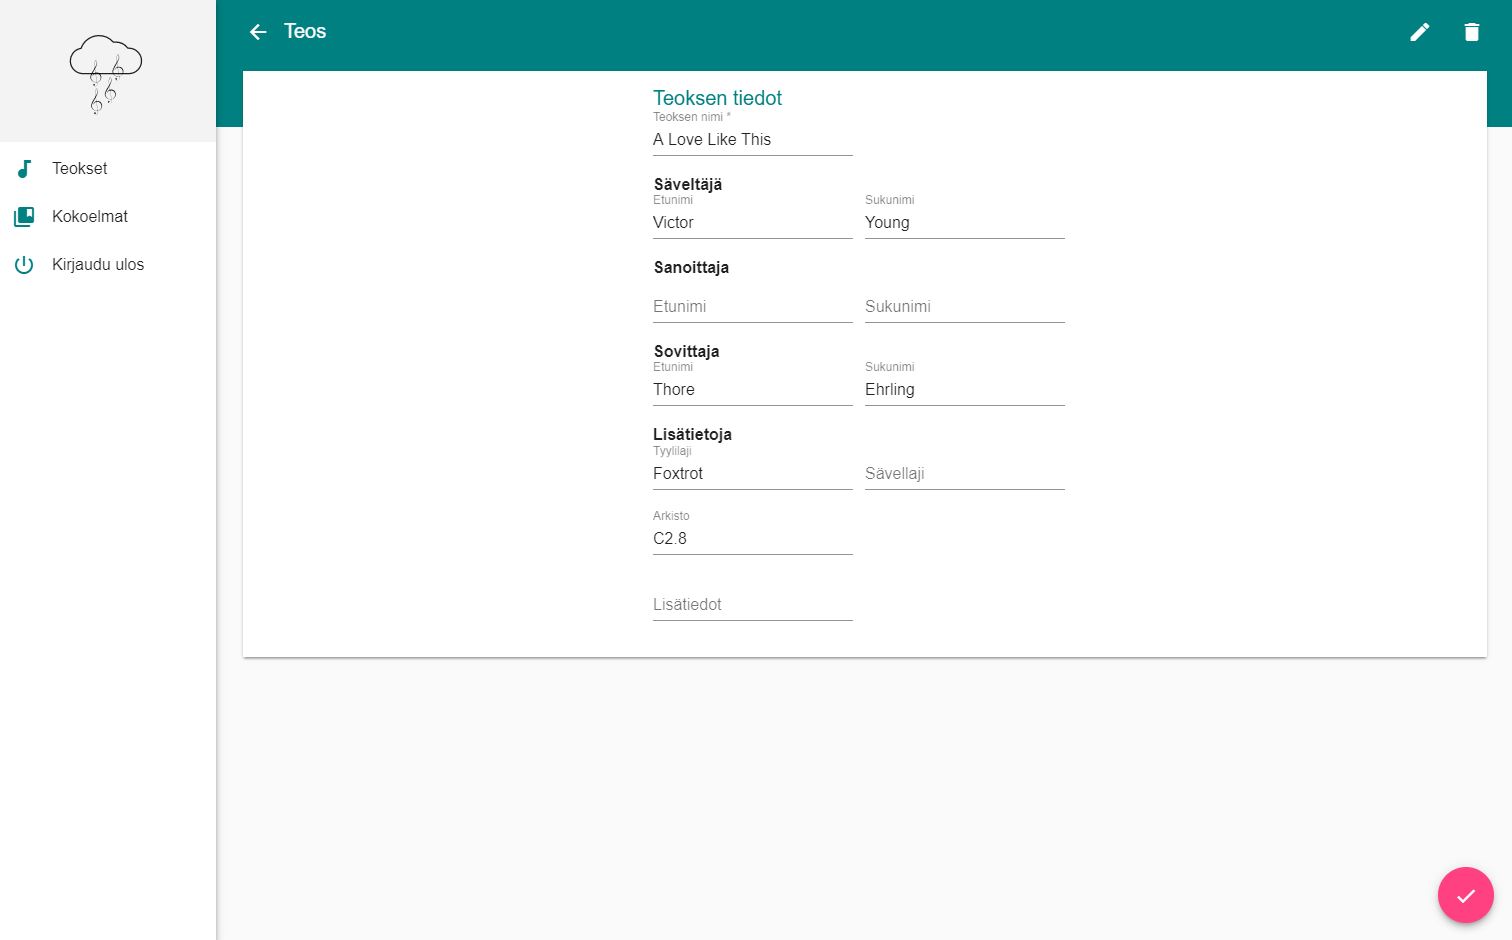 Teos
Teokset
Kokoelmat
Kirjaudu ulos
Teoksen tiedot
Teoksen nimi *
A Love Like This
Säveltäjä
Etunimi Sukunimi
Victor Young
Sanoittaja
Etunimi Sukunimi
Sovittaja
Etunimi Sukunimi
Thore Ehrling
Lisätietoja
Tyylilaji
Foxtrot Sävellaji
Arkisto
C2.8
Lisätiedot